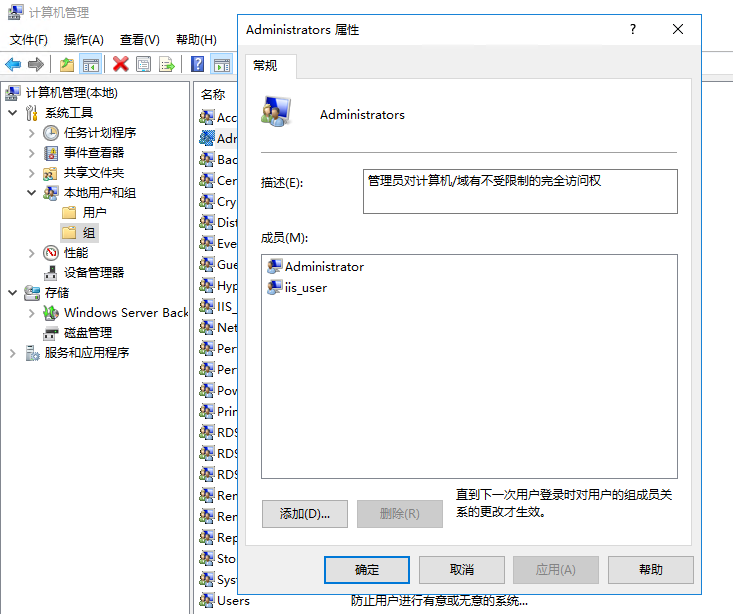 计算机管理
文件(F) 操作(A) 查看(V) 帮助(H)
计算机管理(本地)
系统工具
任务计划程序
事件查看器
共享文件夹
本地用户和组
用户
组
性能
设备管理器
存储
Windows Server Back
磁盘管理
服务和应用程序
名称
Acc
Adr
Bac
Cer
Cry
Dist
Eve
Gue
Hyp
IIS_
Net
Per
Per
Pow
Prin
RDS
RDS
RDS
Ren
Ren
Rep
Sto
Sys
Users 防止用户进行有意或无意的系统...
Administrators 属性
常规
Administrators
描述(E):
管理员对计算机/域有不受限制的完全访问权
成员(M):
Administrator
iis_user
添加(D)...
删除(R)
直到下一次用户登录时对用户的组成员关
系的更改才生效。
确定
取消
应用(A)
帮助